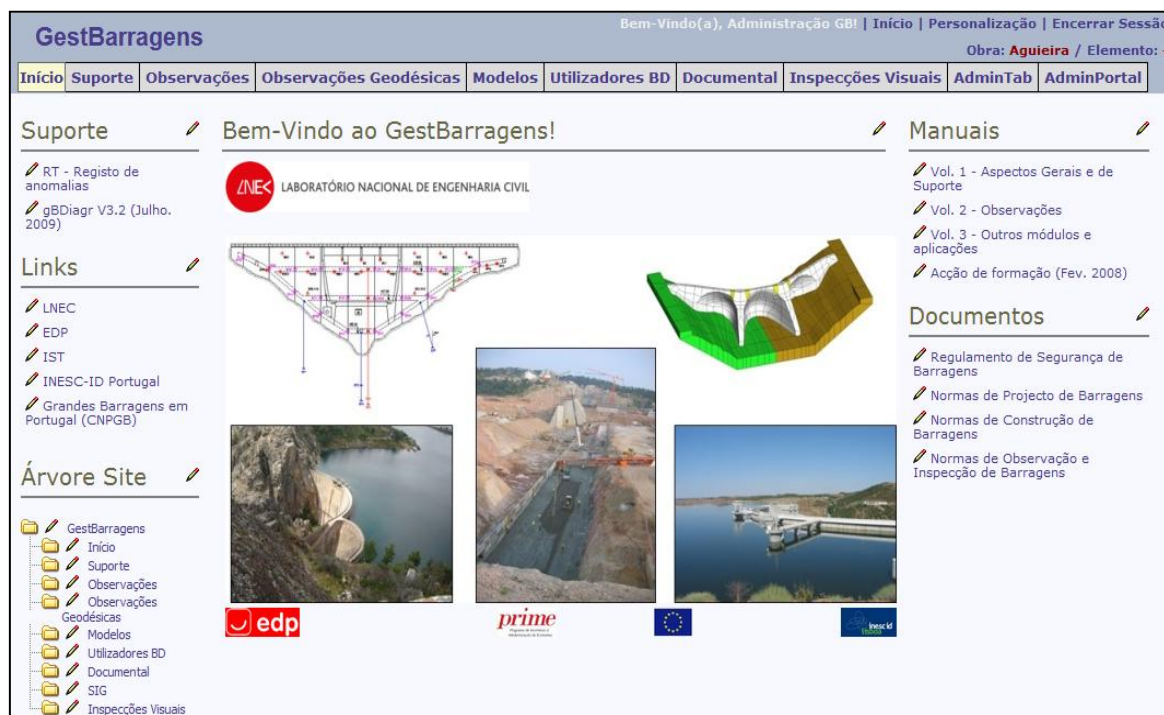 GestBarragens
Bem-Vindo(a), Administração GB! | Início | Personalização | Encerrar Sessão
Obra: Aguieira / Elemento: -
Início Suporte Observações Observações Geodésicas Modelos Utilizadores BD Documental Inspecções Visuais AdminTab AdminPortal
Suporte
RT - Registo de
anomalias
gBDiagr V3.2 (Julho.
2009)
Links
LNEC
EDP
IST
INESC-ID Portugal
Grandes Barragens em
Portugal (CNPGB)
Árvore Site
GestBarragens
Início
Suporte
Observações
Observações
Geodésicas
Modelos
Utilizadores BD
Documental
SIG
Inspecções Visuais
Bem-Vindo ao GestBarragens!
LNEC LABORATÓRIO NACIONAL DE ENGENHARIA CIVIL
edp
prime
inesc id
lisboa
Manuais
Vol. 1 - Aspectos Gerais e de
Suporte
Vol. 2 - Observações
Vol. 3 - Outros módulos e
aplicações
Acção de formação (Fev. 2008)
Documentos
Regulamento de Segurança de
Barragens
Normas de Projecto de Barragens
Normas de Construção de
Barragens
Normas de Observação e
Inspecção de Barragens